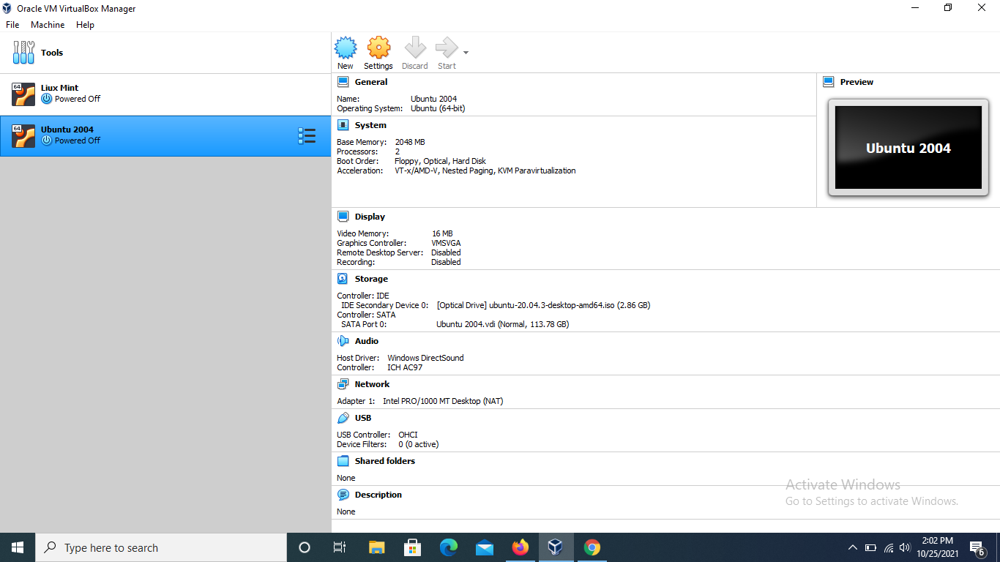 Oracle VM VirtualBox Manager
File Machine Help
Tools
64
Liux Mint
Powered Off
64
Ubuntu 2004
Powered Off
New Settings Discard Start
General
Name: Ubuntu 2004
Operating System: Ubuntu (64-bit)
Preview
Ubuntu 2004
System
Base Memory: 2048 MB
Processors: 2
Boot Order: Floppy, Optical, Hard Disk
Acceleration: VT-x/AMD-V, Nested Paging, KVM Paravirtualization
Display
Video Memory: 16 MB
Graphics Controller: VMSVGA
Remote Desktop Server: Disabled
Recording: Disabled
Storage
Controller: IDE
IDE Secondary Device 0: [Optical Drive] ubuntu-20.04.3-desktop-amd64.iso (2.86 GB)
Controller: SATA
SATA Port 0: Ubuntu 2004.vdi (Normal, 113.78 GB)
Audio
Host Driver: Windows DirectSound
Controller: ICH AC97
Network
Adapter 1: Intel PRO/1000 MT Desktop (NAT)
USB
USB Controller: OHCI
Device Filters: 0 (0 active)
Shared folders
None
Description
None
Activate Windows
Go to Settings to activate Windows.
Type here to search
2:02 PM
10/25/2021
6